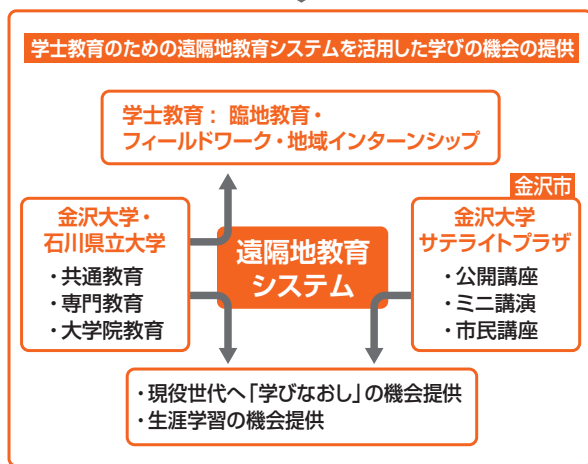 学士教育のための遠隔地教育システムを活用した学びの機会の提供
学士教育：臨地教育・
フィールドワーク・地域インターンシップ
金沢大学・
石川県立大学
・共通教育
・専門教育
・大学院教育
遠隔地教育
システム
金沢市
金沢大学
サテライトプラザ
・公開講座
・ミニ講演
・市民講座
・現役世代へ「学びなおし」の機会提供
・生涯学習の機会提供